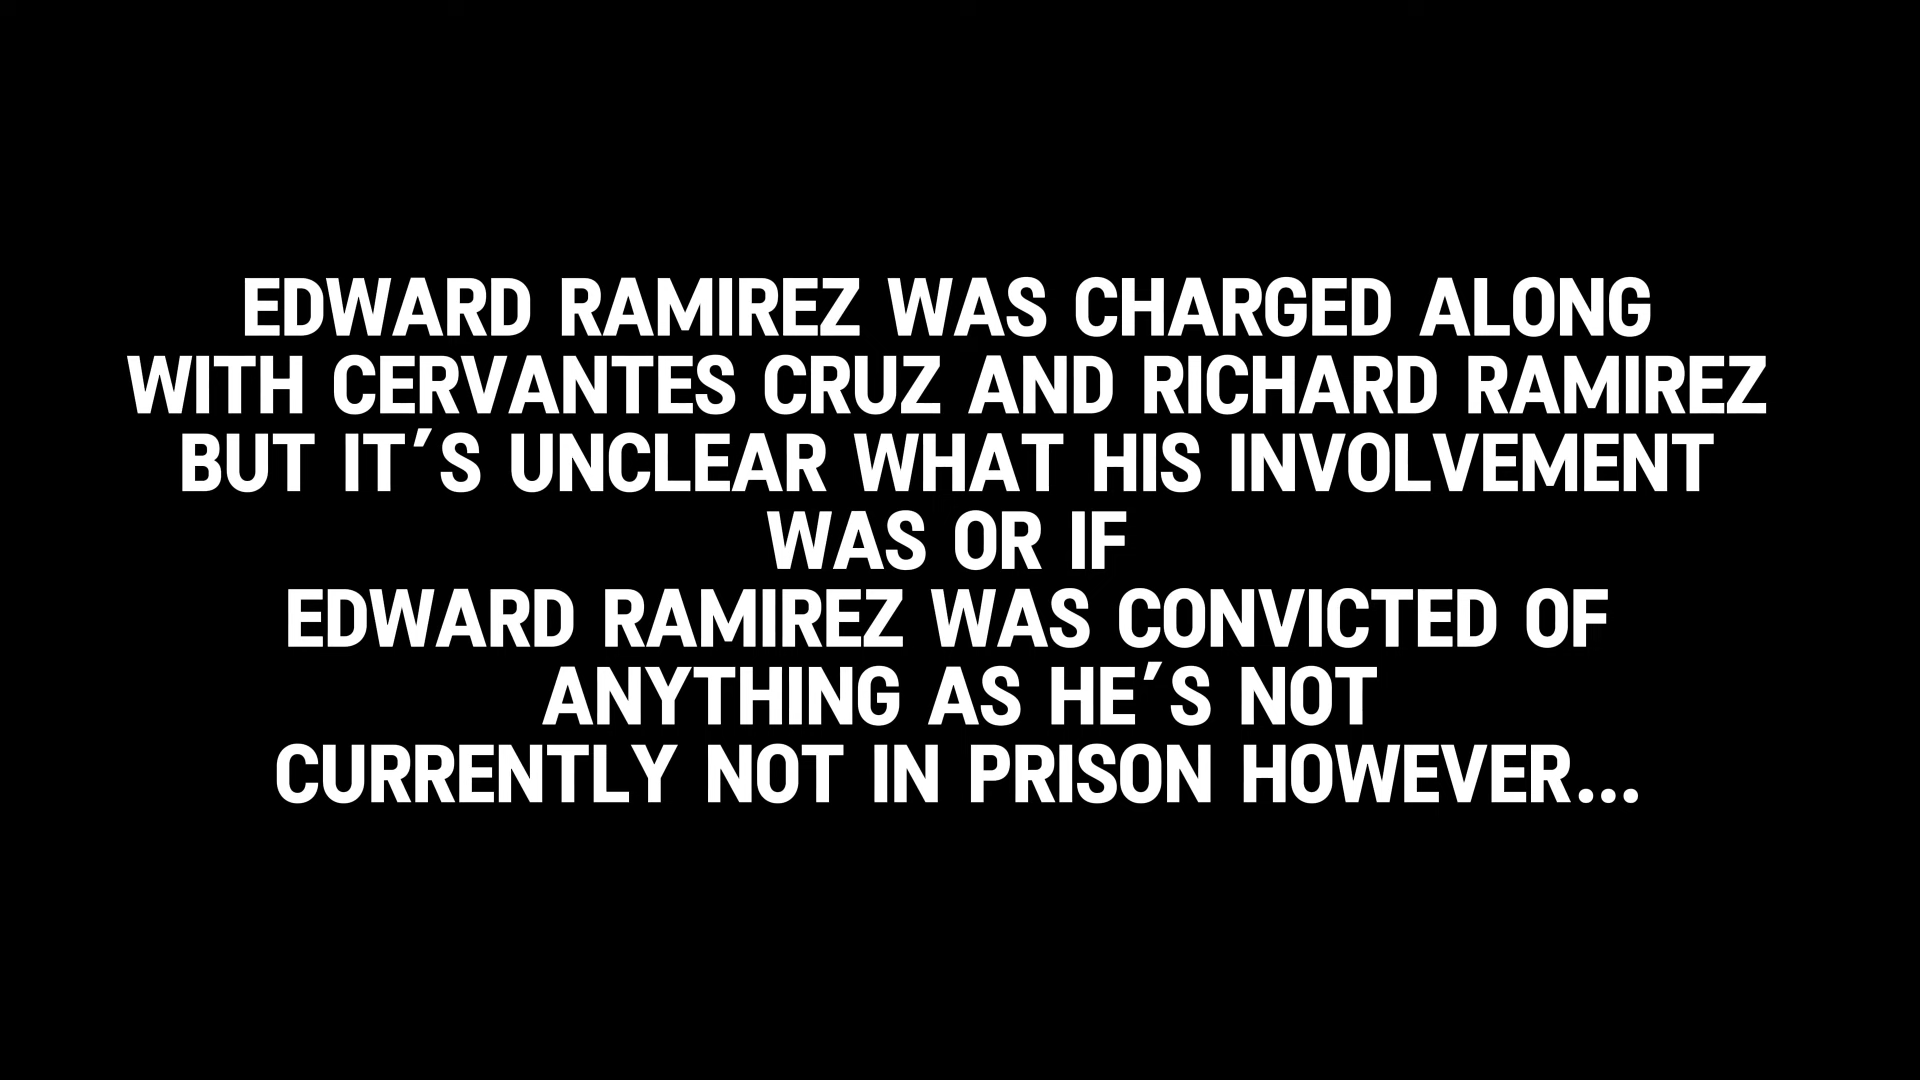 EDWARD RAMIREZ WAS CHARGED ALONG
WITH CERVANTES CRUZ AND RICHARD RAMIREZ
BUT IT'S UNCLEAR WHAT HIS INVOLVEMENT
WAS OR IF
EDWARD RAMIREZ WAS CONVICTED OF
ANYTHING AS HE'S NOT
CURRENTLY NOT IN PRISON HOWEVER...